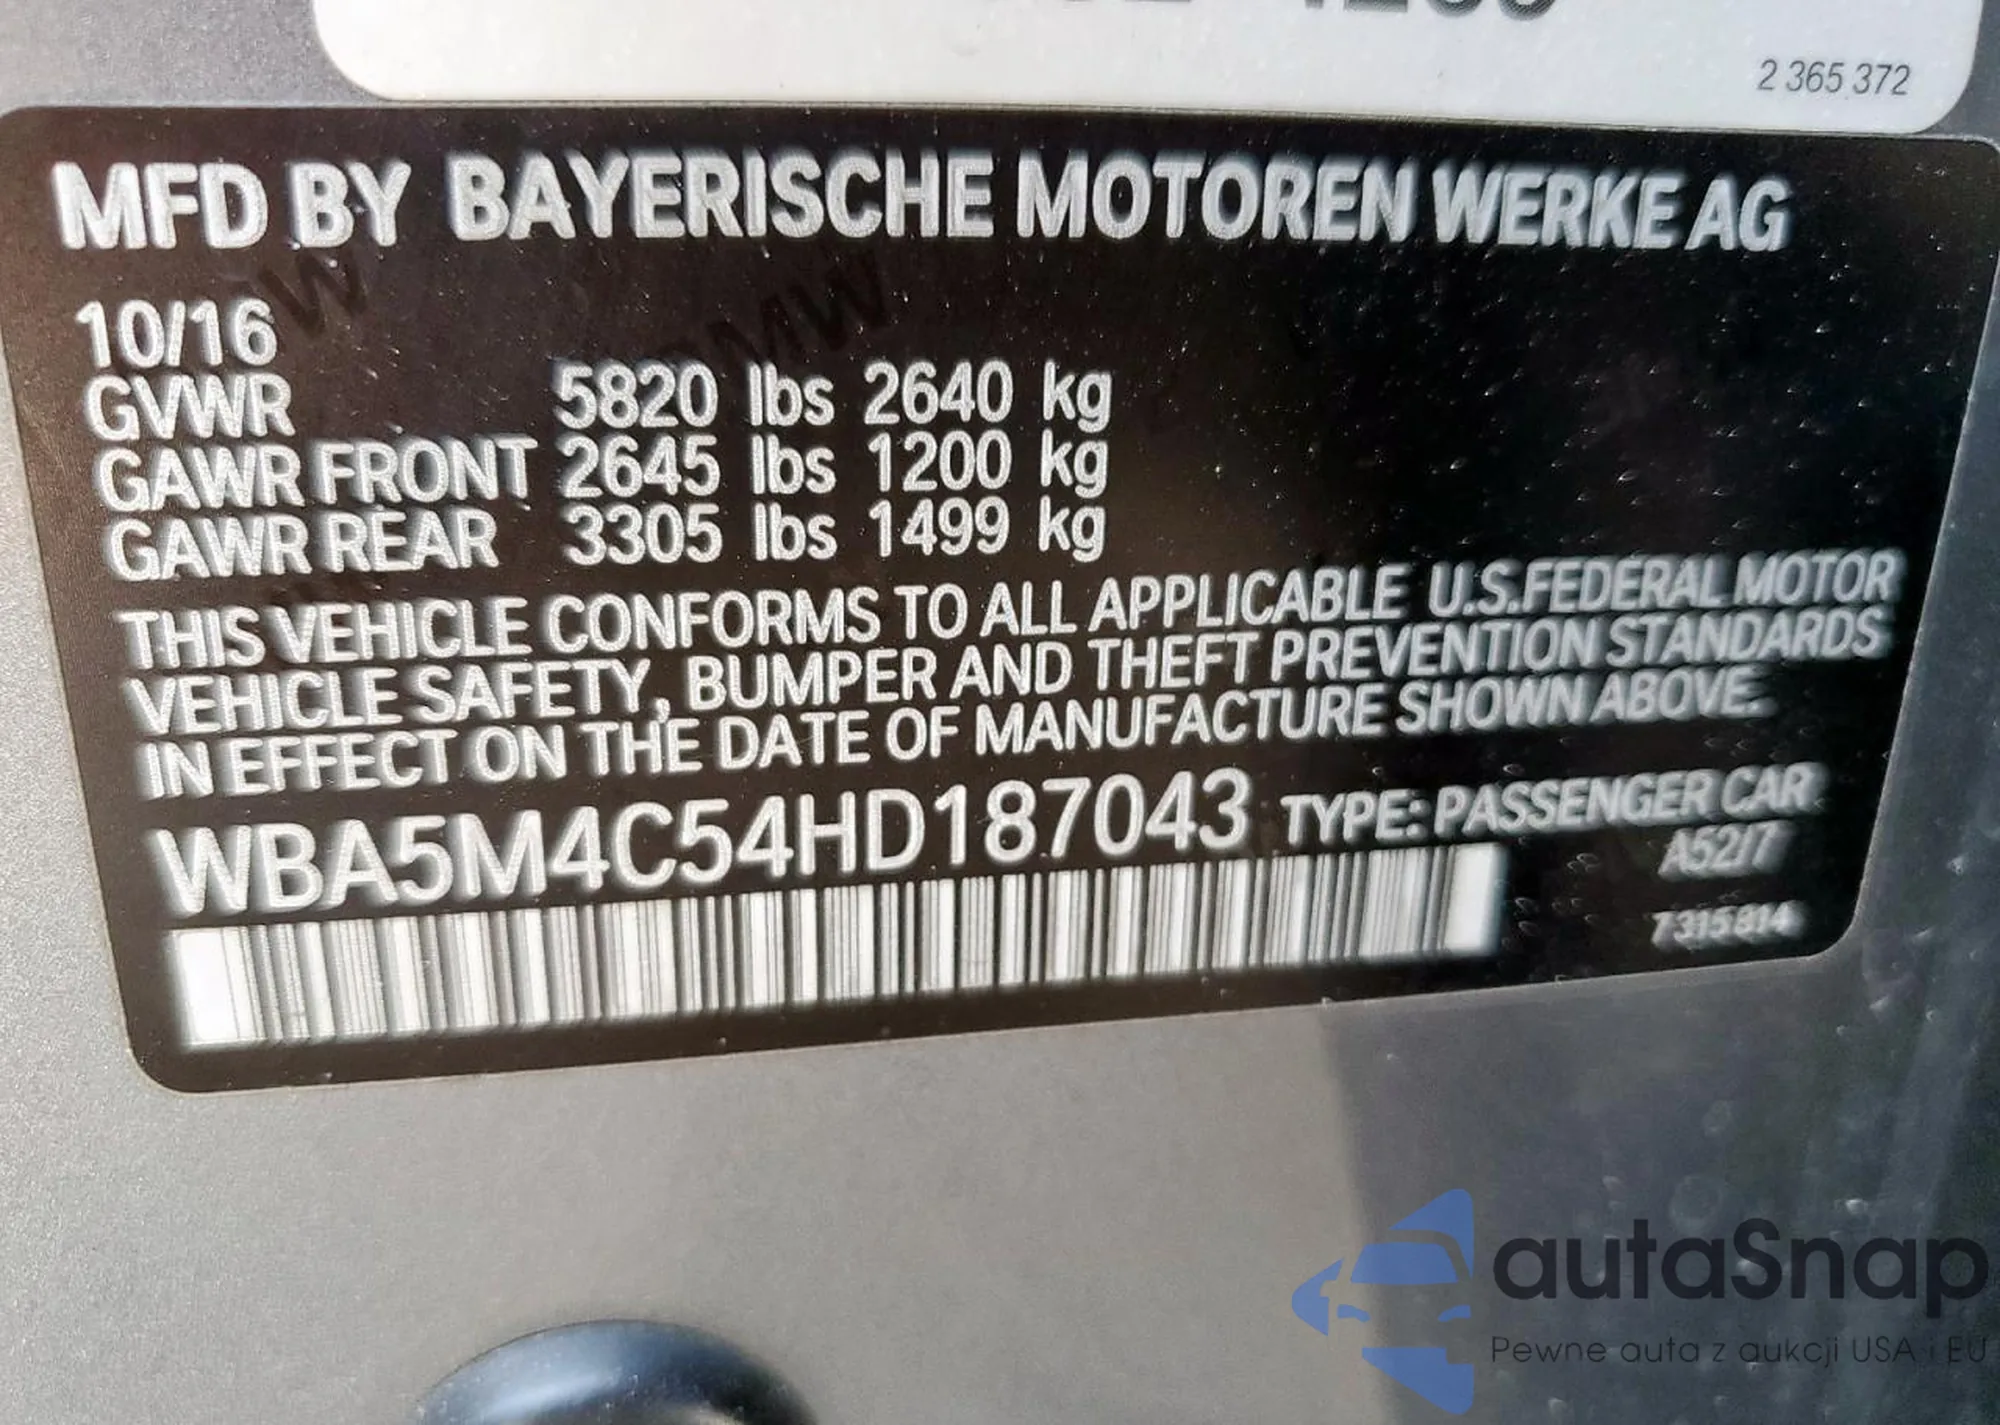 2 365 372
MFD BY BAYERISCHE MOTOREN WERKE AG
10/16
GVWR 5820 lbs 2640 kg
GAWR FRONT 2645 lbs 1200 kg
GAWR REAR 3305 lbs 1499 kg
THIS VEHICLE CONFORMS TO ALL APPLICABLE U.S.FEDERAL MOTOR
VEHICLE SAFETY, BUMPER AND THEFT PREVENTION STANDARDS
IN EFFECT ON THE DATE OF MANUFACTURE SHOWN ABOVE.
WBA5M4C54HD187043 TYPE: PASSENGER CAR
A52/7
7315814
autaSnap
Pewne auta z aukcji USA i EU